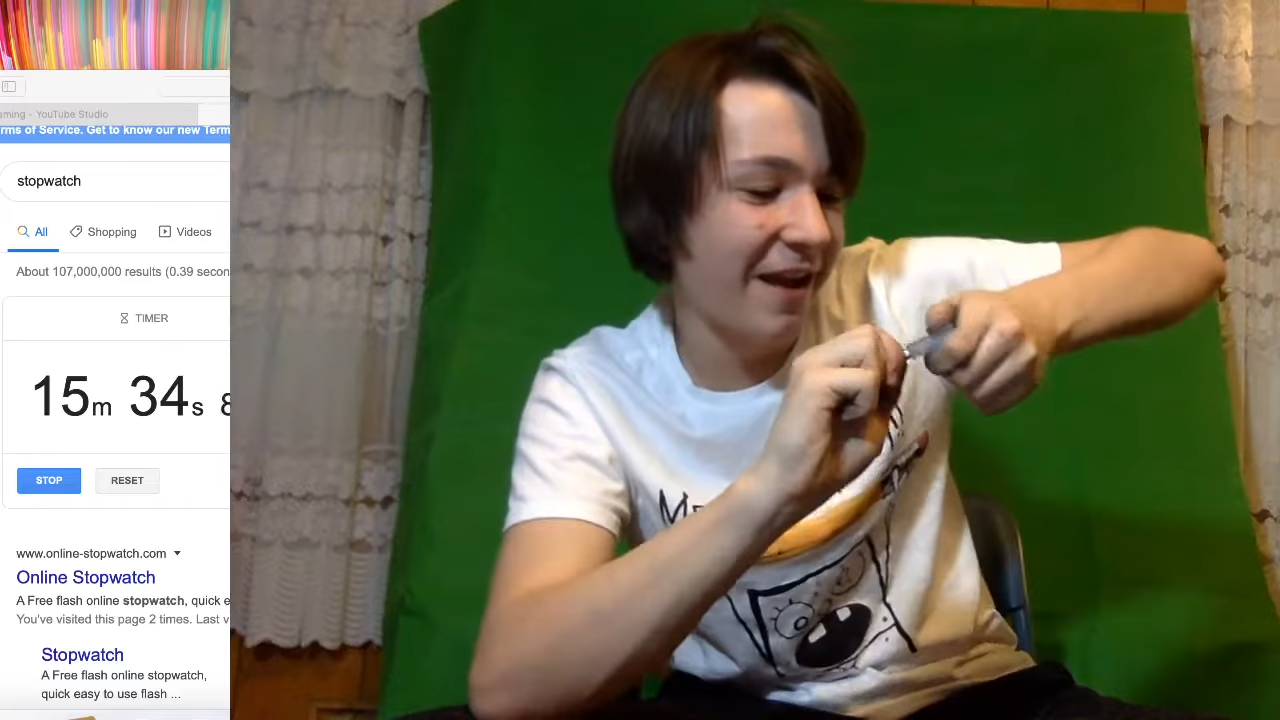 aming - YouTube Studio
rms of Service. Get to know our new Term
stopwatch
All Shopping Videos
About 107,000,000 results (0.39 secon
TIMER
15m 34s 8
STOP RESET
www.online-stopwatch.com
Online Stopwatch
A Free flash online stopwatch, quick e
You've visited this page 2 times. Last v
Stopwatch
A Free flash online stopwatch,
quick easy to use flash ...